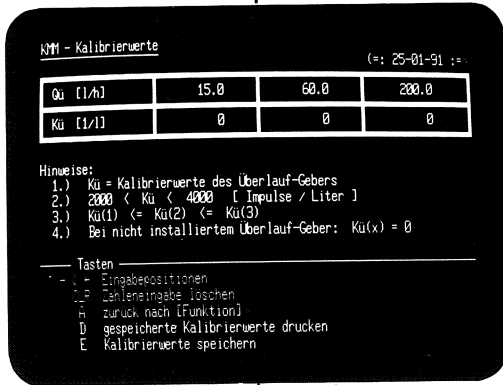 KMM - Kalibrierwerte
(=: 25-01-91 :=
Qü [l/h] 15.0 60.0 200.0
Kü [1/l] 0 0 0
Hinweise:
1.) Kü = Kalibrierwerte des Überlauf-Gebers
2.) 2000 < Kü < 4000 [ Impulse / Liter ]
3.) Kü(1) <= Kü(2) <= Kü(3)
4.) Bei nicht installiertem Überlauf-Geber: Kü(x) = 0
Tasten
Eingabepositionen
Zahleneingabe löschen
A zurück nach [Funktion]
D gespeicherte Kalibrierwerte drucken
E Kalibrierwerte speichern